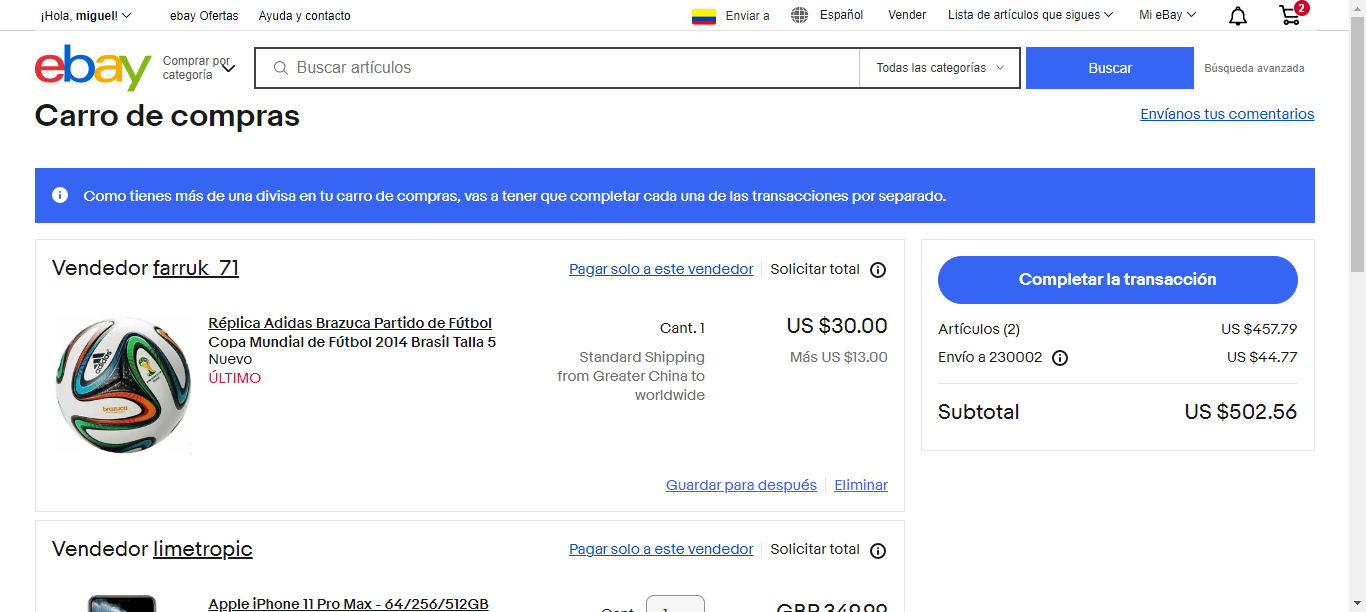 ¡Hola, miguel!
ebay Ofertas
Ayuda y contacto
Enviar a
Español
Vender
Lista de artículos que sigues
Mi eBay
2
ebay
Comprar por
categoría
Buscar artículos
Todas las categorías
Buscar
Búsqueda avanzada
Carro de compras
Envíanos tus comentarios
Como tienes más de una divisa en tu carro de compras, vas a tener que completar cada una de las transacciones por separado.
Vendedor farruk_71
Pagar solo a este vendedor
Solicitar total
adidas
brazuca
Réplica Adidas Brazuca Partido de Fútbol
Copa Mundial de Fútbol 2014 Brasil Talla 5
Nuevo
ÚLTIMO
Cant. 1
US $30.00
Standard Shipping
from Greater China to
worldwide
Más US $13.00
Guardar para después
Eliminar
Completar la transacción
Artículos (2) US $457.79
Envío a 230002 US $44.77
Subtotal US $502.56
Vendedor limetropic
Pagar solo a este vendedor
Solicitar total
Apple iPhone 11 Pro Max - 64/256/512GB
Cant. 1
GBP 349.99